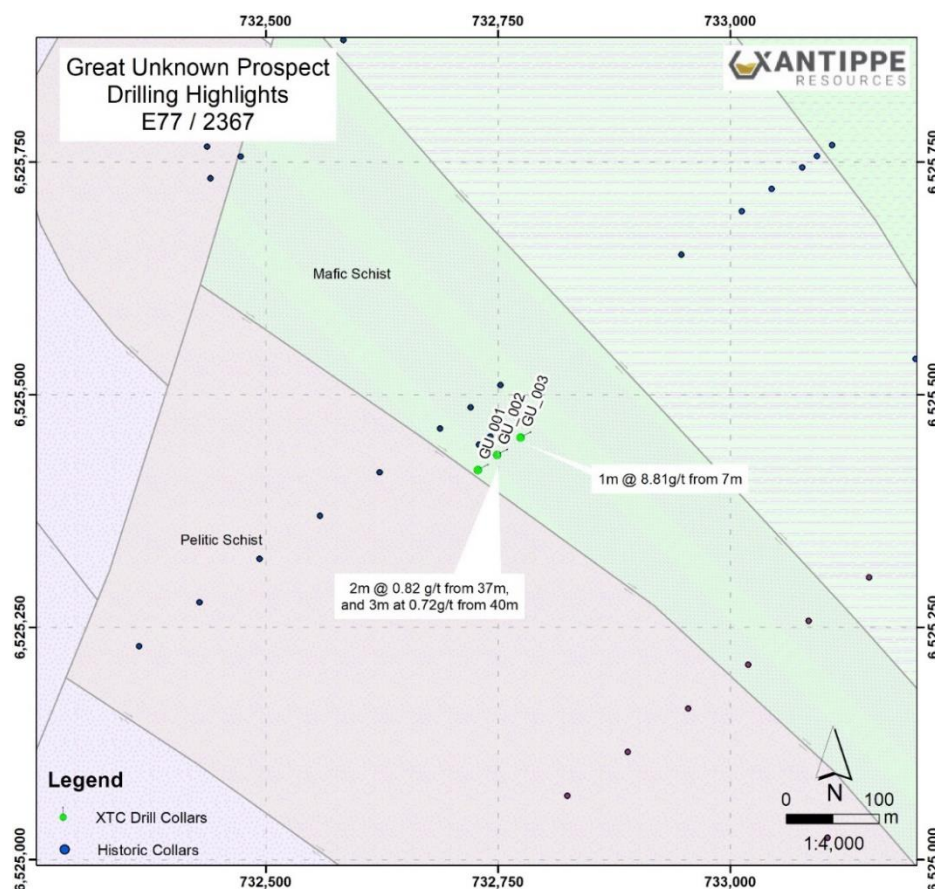 732,500
732,750
733,000
Great Unknown Prospect
Drilling Highlights
E77 / 2367
XANTIPPE
RESOURCES
6,525,750
6,525,750
Mafic Schist
6,525,500
6,525,500
GU_001
GU_002
GU_003
1m @ 8.81g/t from 7m
Pelitic Schist
2m @ 0.82 g/t from 37m,
and 3m at 0.72g/t from 40m
6,525,250
6,525,250
Legend
XTC Drill Collars
Historic Collars
N
0 100
m
1:4,000
6,525,000
6,525,000
732,500
732,750
733,000